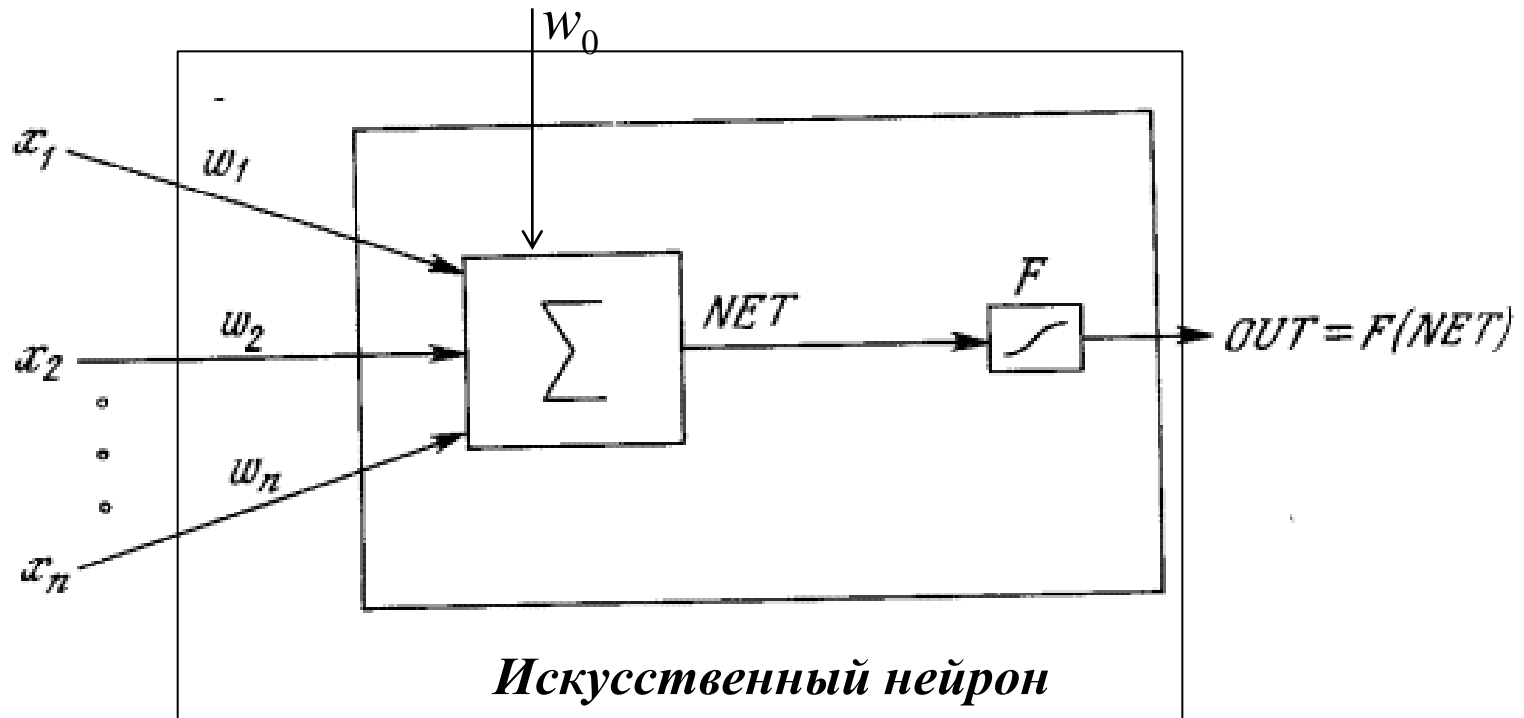 w₀
x₁ w₁
F
NET
x₂ w₂ Σ OUT = F(NET)
wₙ
xₙ
Искусственный нейрон